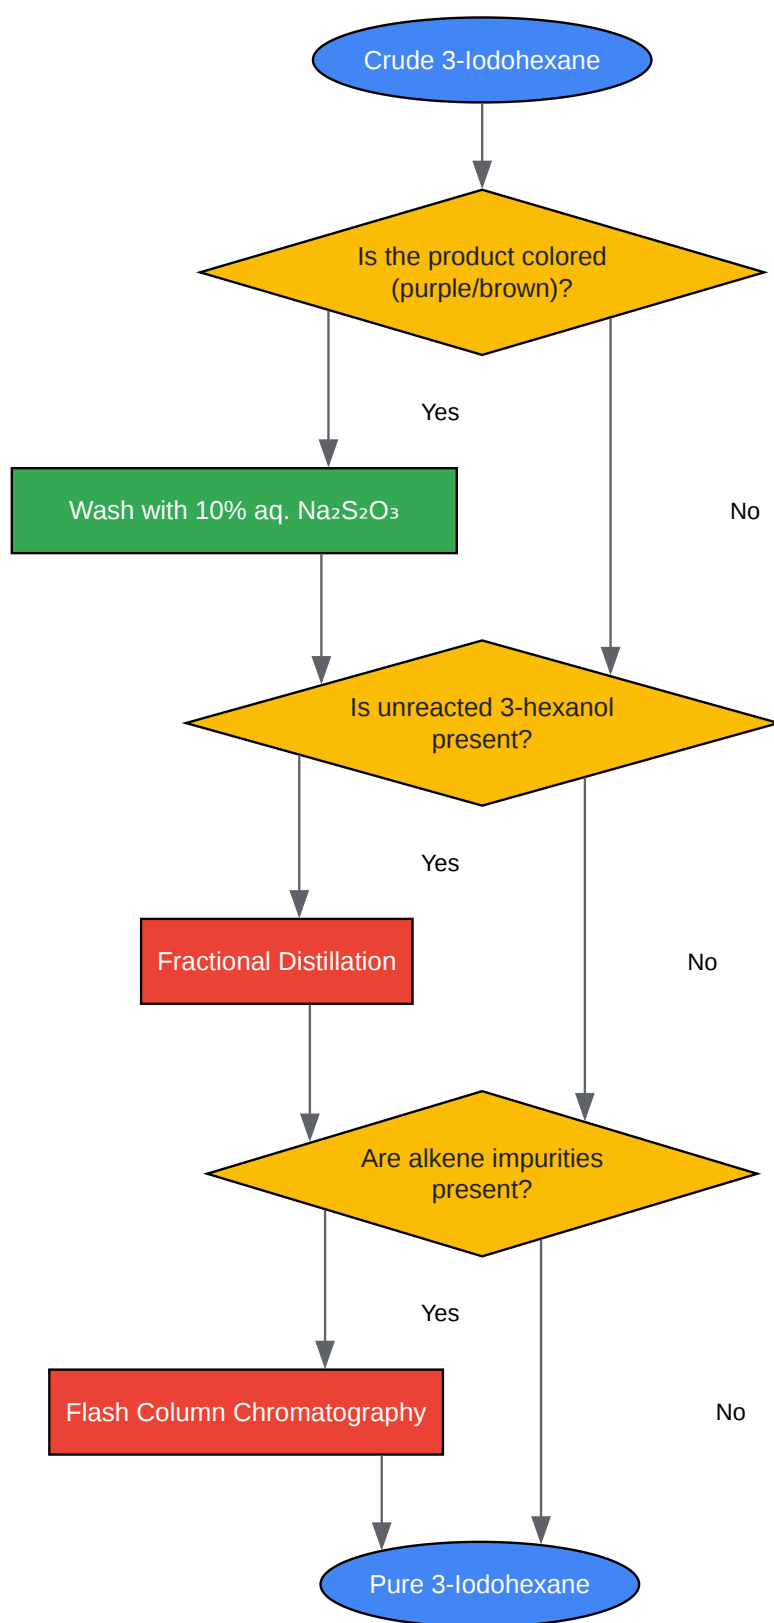 Crude 3-Iodohexane
Is the product colored
(purple/brown)?
Yes
Wash with 10% aq. Na₂S₂O₃
No
Is unreacted 3-hexanol
present?
Yes
Fractional Distillation
No
Are alkene impurities
present?
Yes
Flash Column Chromatography
No
Pure 3-Iodohexane